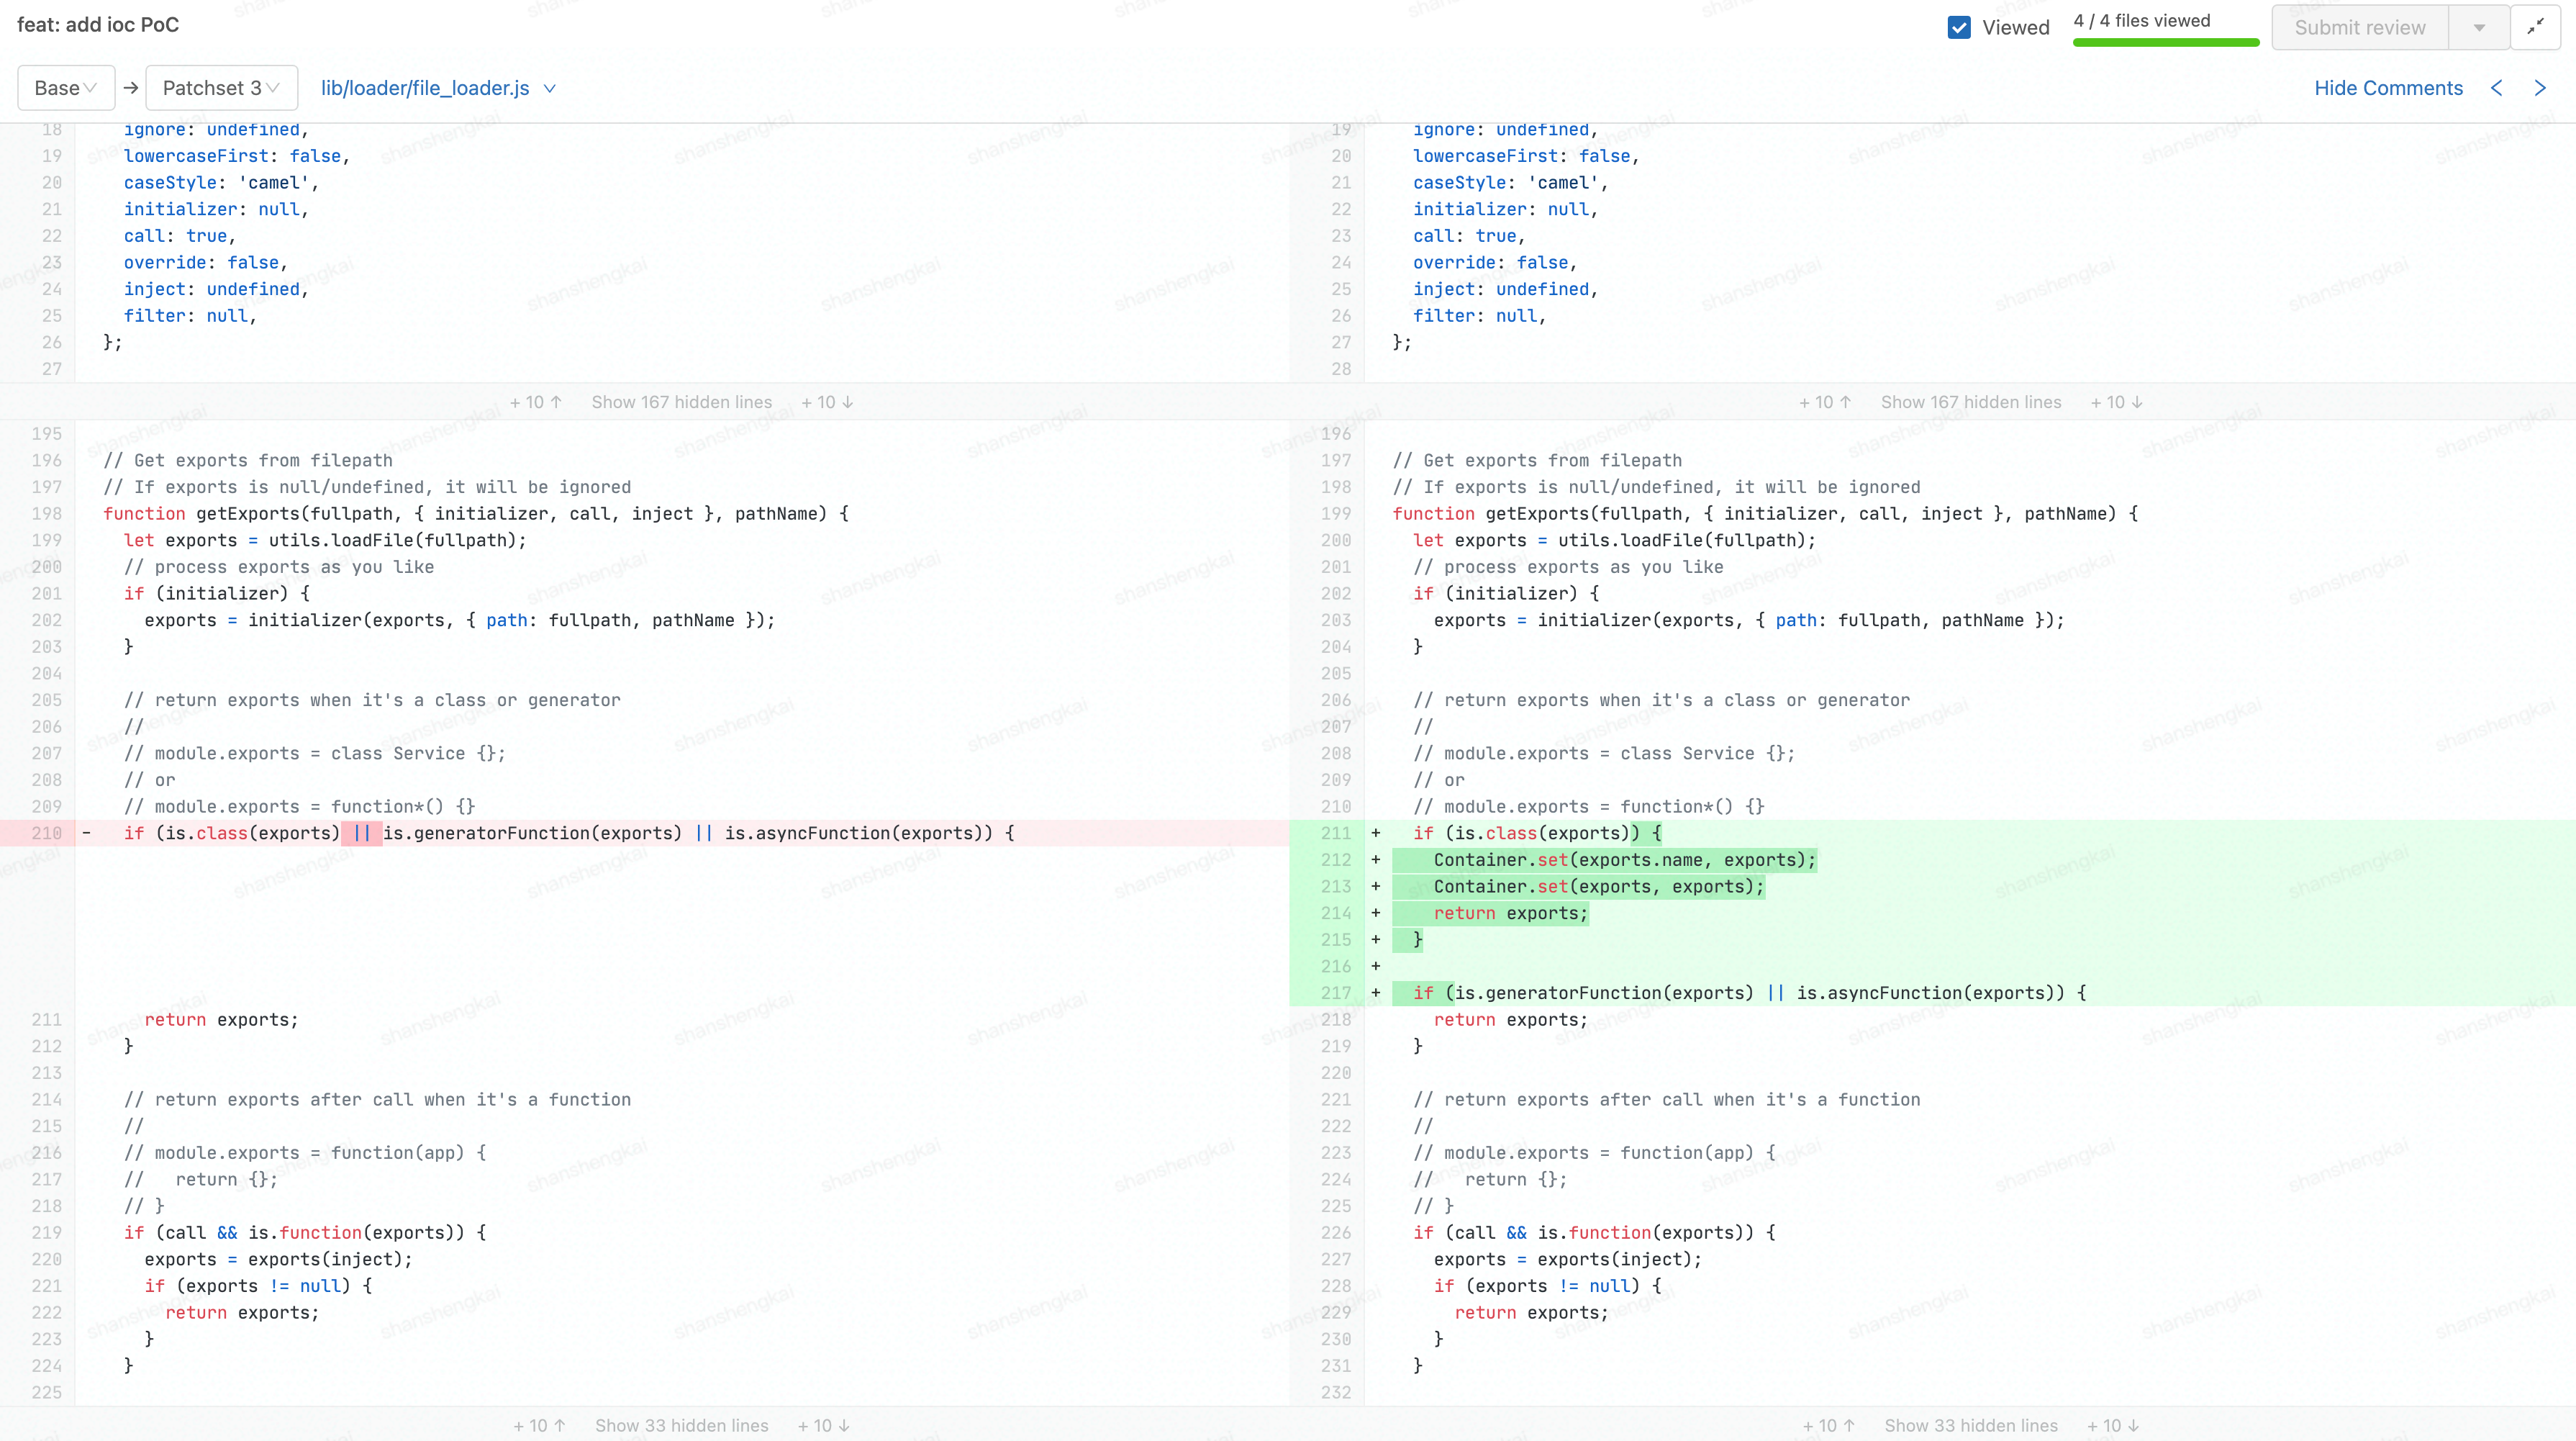 feat: add ioc PoC
Viewed
4 / 4 files viewed
Submit review
Base
→
Patchset 3
lib/loader/file_loader.js
Hide Comments
18 ignore: undefined,
19 lowercaseFirst: false,
20 caseStyle: 'camel',
21 initializer: null,
22 call: true,
23 override: false,
24 inject: undefined,
25 filter: null,
26 };
27
+ 10 ↑ Show 167 hidden lines + 10 ↓
195
196 // Get exports from filepath
197 // If exports is null/undefined, it will be ignored
198 function getExports(fullpath, { initializer, call, inject }, pathName) {
199 let exports = utils.loadFile(fullpath);
200 // process exports as you like
201 if (initializer) {
202 exports = initializer(exports, { path: fullpath, pathName });
203 }
204
205 // return exports when it's a class or generator
206 //
207 // module.exports = class Service {};
208 // or
209 // module.exports = function*() {}
210 - if (is.class(exports) || is.generatorFunction(exports) || is.asyncFunction(exports)) {
211 return exports;
212 }
213
214 // return exports after call when it's a function
215 //
216 // module.exports = function(app) {
217 // return {};
218 // }
219 if (call && is.function(exports)) {
220 exports = exports(inject);
221 if (exports != null) {
222 return exports;
223 }
224 }
225
+ 10 ↑ Show 33 hidden lines + 10 ↓
19 ignore: undefined,
20 lowercaseFirst: false,
21 caseStyle: 'camel',
22 initializer: null,
23 call: true,
24 override: false,
25 inject: undefined,
26 filter: null,
27 };
28
+ 10 ↑ Show 167 hidden lines + 10 ↓
196
197 // Get exports from filepath
198 // If exports is null/undefined, it will be ignored
199 function getExports(fullpath, { initializer, call, inject }, pathName) {
200 let exports = utils.loadFile(fullpath);
201 // process exports as you like
202 if (initializer) {
203 exports = initializer(exports, { path: fullpath, pathName });
204 }
205
206 // return exports when it's a class or generator
207 //
208 // module.exports = class Service {};
209 // or
210 // module.exports = function*() {}
211 + if (is.class(exports)) {
212 + Container.set(exports.name, exports);
213 + Container.set(exports, exports);
214 + return exports;
215 + }
216 +
217 + if (is.generatorFunction(exports) || is.asyncFunction(exports)) {
218 return exports;
219 }
220
221 // return exports after call when it's a function
222 //
223 // module.exports = function(app) {
224 // return {};
225 // }
226 if (call && is.function(exports)) {
227 exports = exports(inject);
228 if (exports != null) {
229 return exports;
230 }
231 }
232
+ 10 ↑ Show 33 hidden lines + 10 ↓
shanshengkai